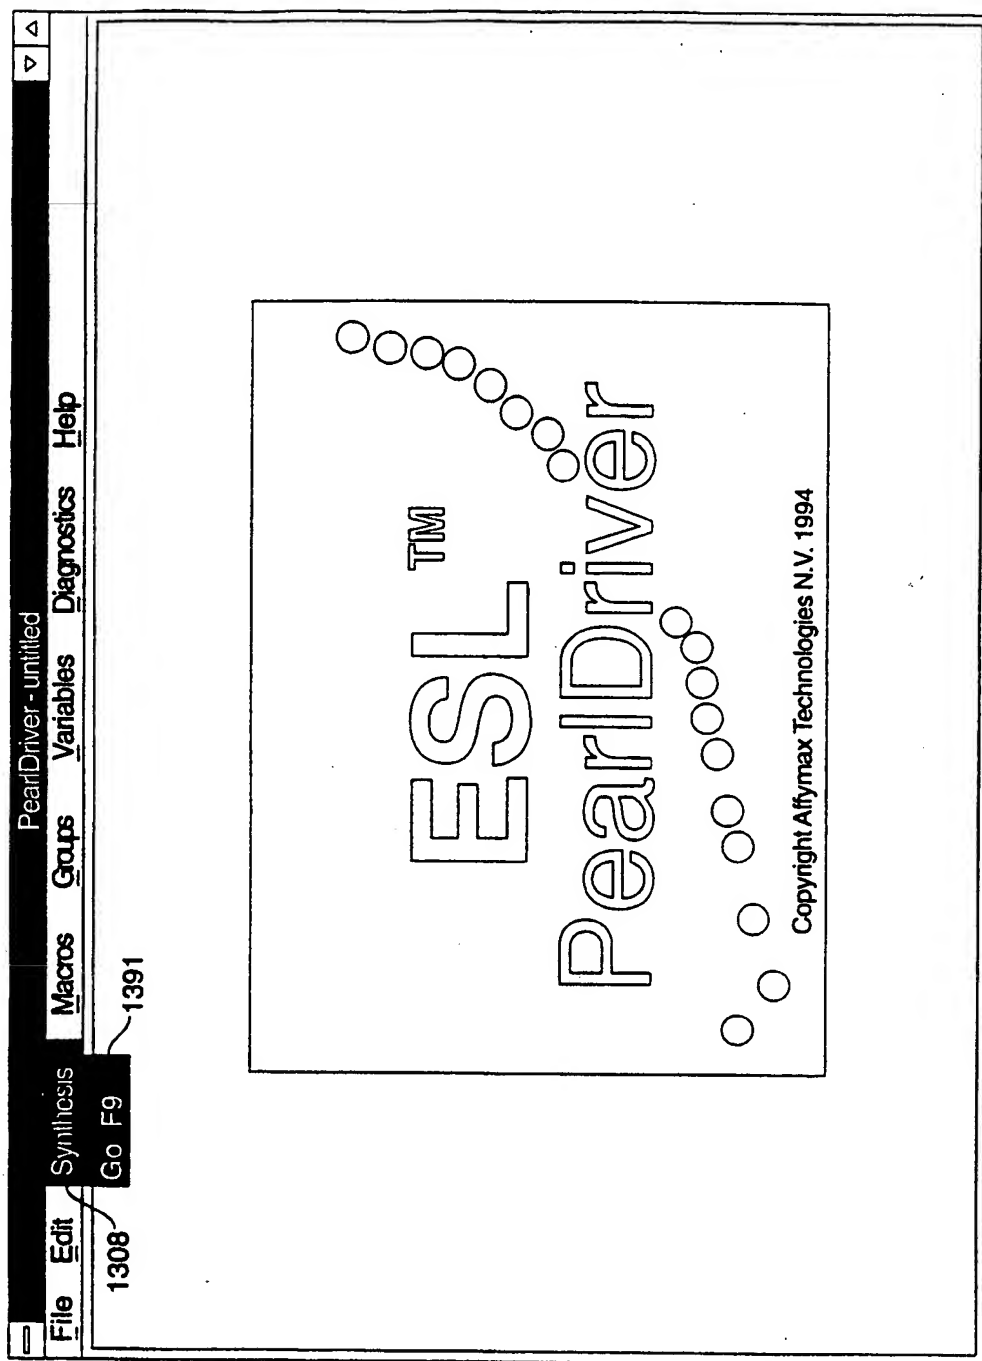 PearlDriver - untitled
File Edit Synthesis Macros Groups Variables Diagnostics Help
Go F9
1308
1391
ESL™
PearlDriver
Copyright Affymax Technologies N.V. 1994